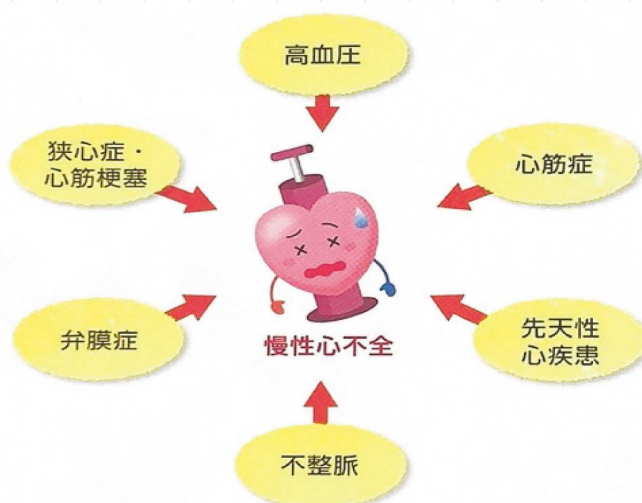 高血圧
狭心症・
心筋梗塞
心筋症
弁膜症
慢性心不全
先天性
心疾患
不整脈